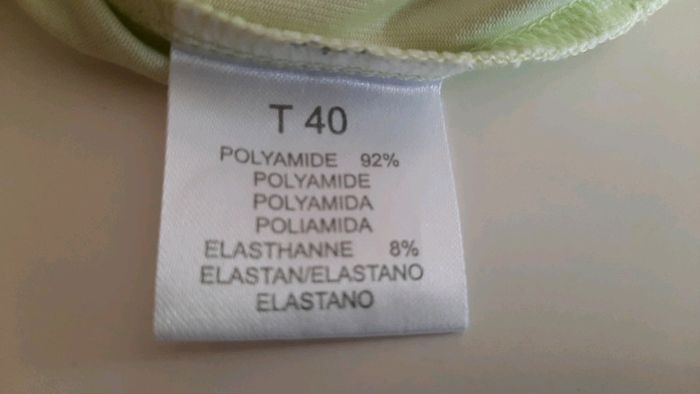 T 40
POLYAMIDE 92%
POLYAMIDE
POLYAMIDA
POLIAMIDA
ELASTHANNE 8%
ELASTAN/ELASTANO
ELASTANO